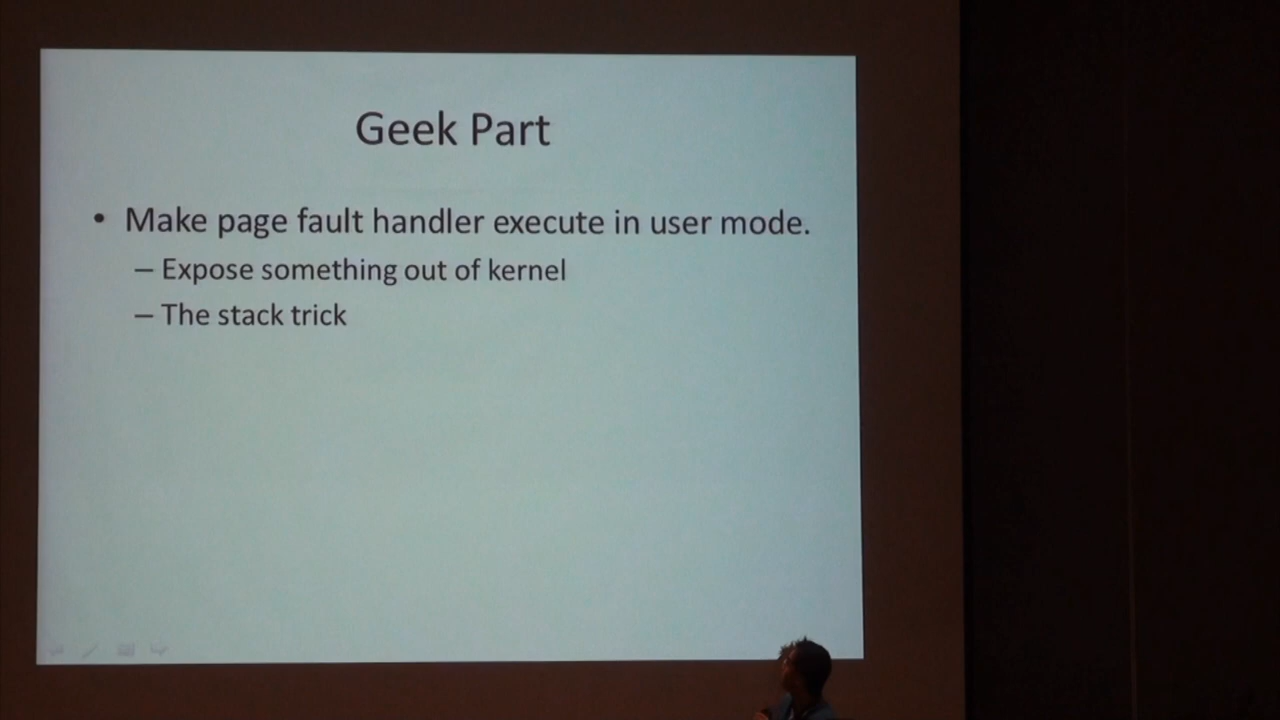 Geek Part
• Make page fault handler execute in user mode.
– Expose something out of kernel
– The stack trick